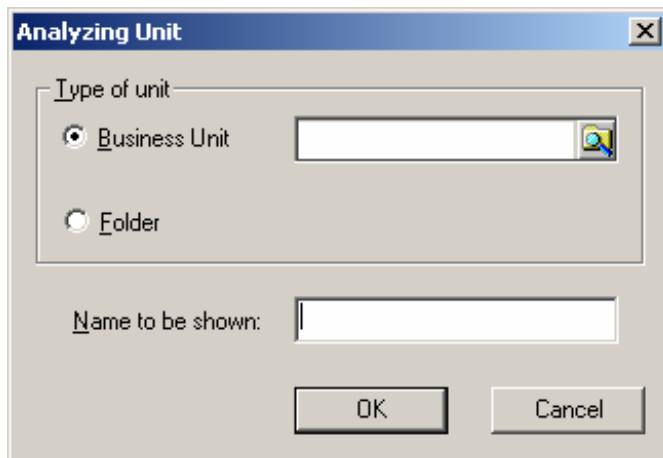 Analyzing Unit
Type of unit
Business Unit
Folder
Name to be shown:
OK Cancel